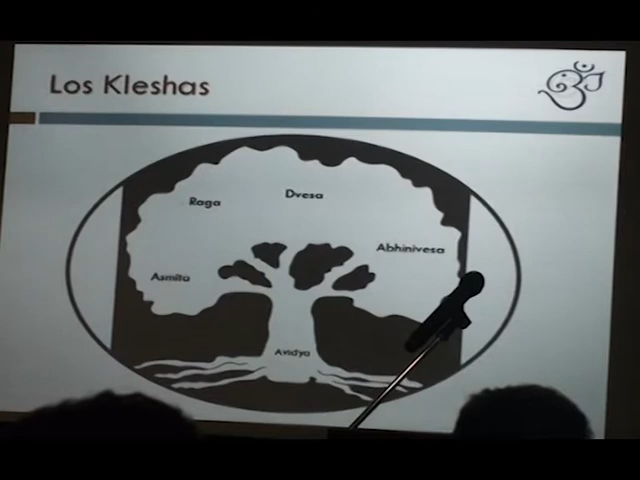 Los Kleshas
ॐ
Raga
Dvesa
Abhinivesa
Asmita
Avidya